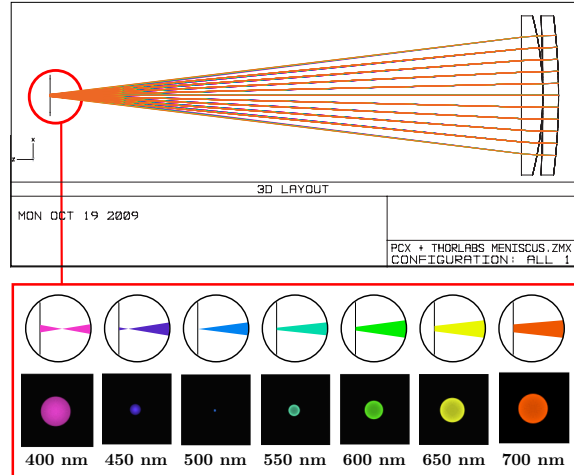 x
z
3D LAYOUT
MON OCT 19 2009
PCX + THORLABS MENISCUS.ZMX
CONFIGURATION: ALL 1
400 nm 450 nm 500 nm 550 nm 600 nm 650 nm 700 nm